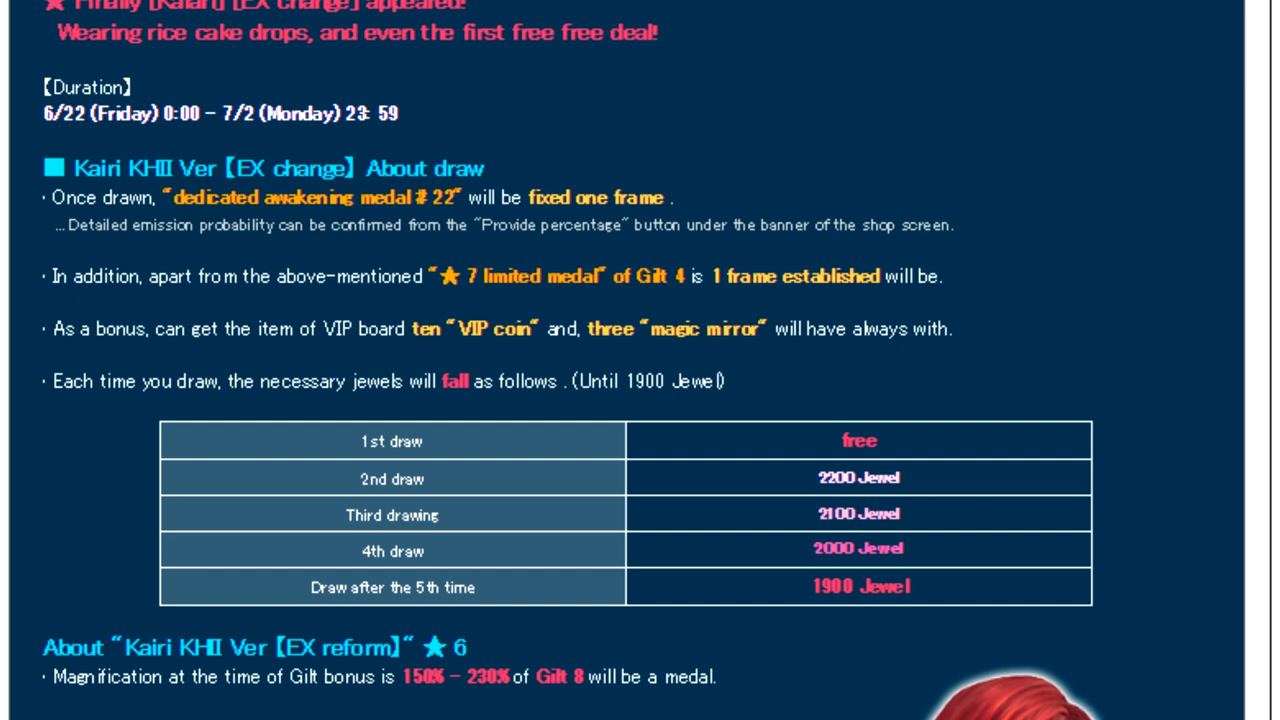 ★ Finally [Kaiari] [EX change] appeared!
Wearing rice cake drops, and even the first free free deal!
【Duration】
6/22 (Friday) 0:00 - 7/2 (Monday) 23: 59
■ Kairi KHII Ver【EX change】About draw
・Once drawn, "dedicated awakening medal # 22" will be fixed one frame .
... Detailed emission probability can be confirmed from the "Provide percentage" button under the banner of the shop screen.
・In addition, apart from the above-mentioned "★ 7 limited medal" of Gilt 4 is 1 frame established will be.
・As a bonus, can get the item of VIP board ten "VIP coin" and, three "magic mirror" will have always with.
・Each time you draw, the necessary jewels will fall as follows . (Until 1900 Jewel)
1st draw free
2nd draw 2200 Jewel
Third drawing 2100 Jewel
4th draw 2000 Jewel
Draw after the 5th time 1900 Jewel
About "Kairi KHII Ver【EX reform】" ★ 6
・Magnification at the time of Gilt bonus is 150% - 230% of Gilt 8 will be a medal.